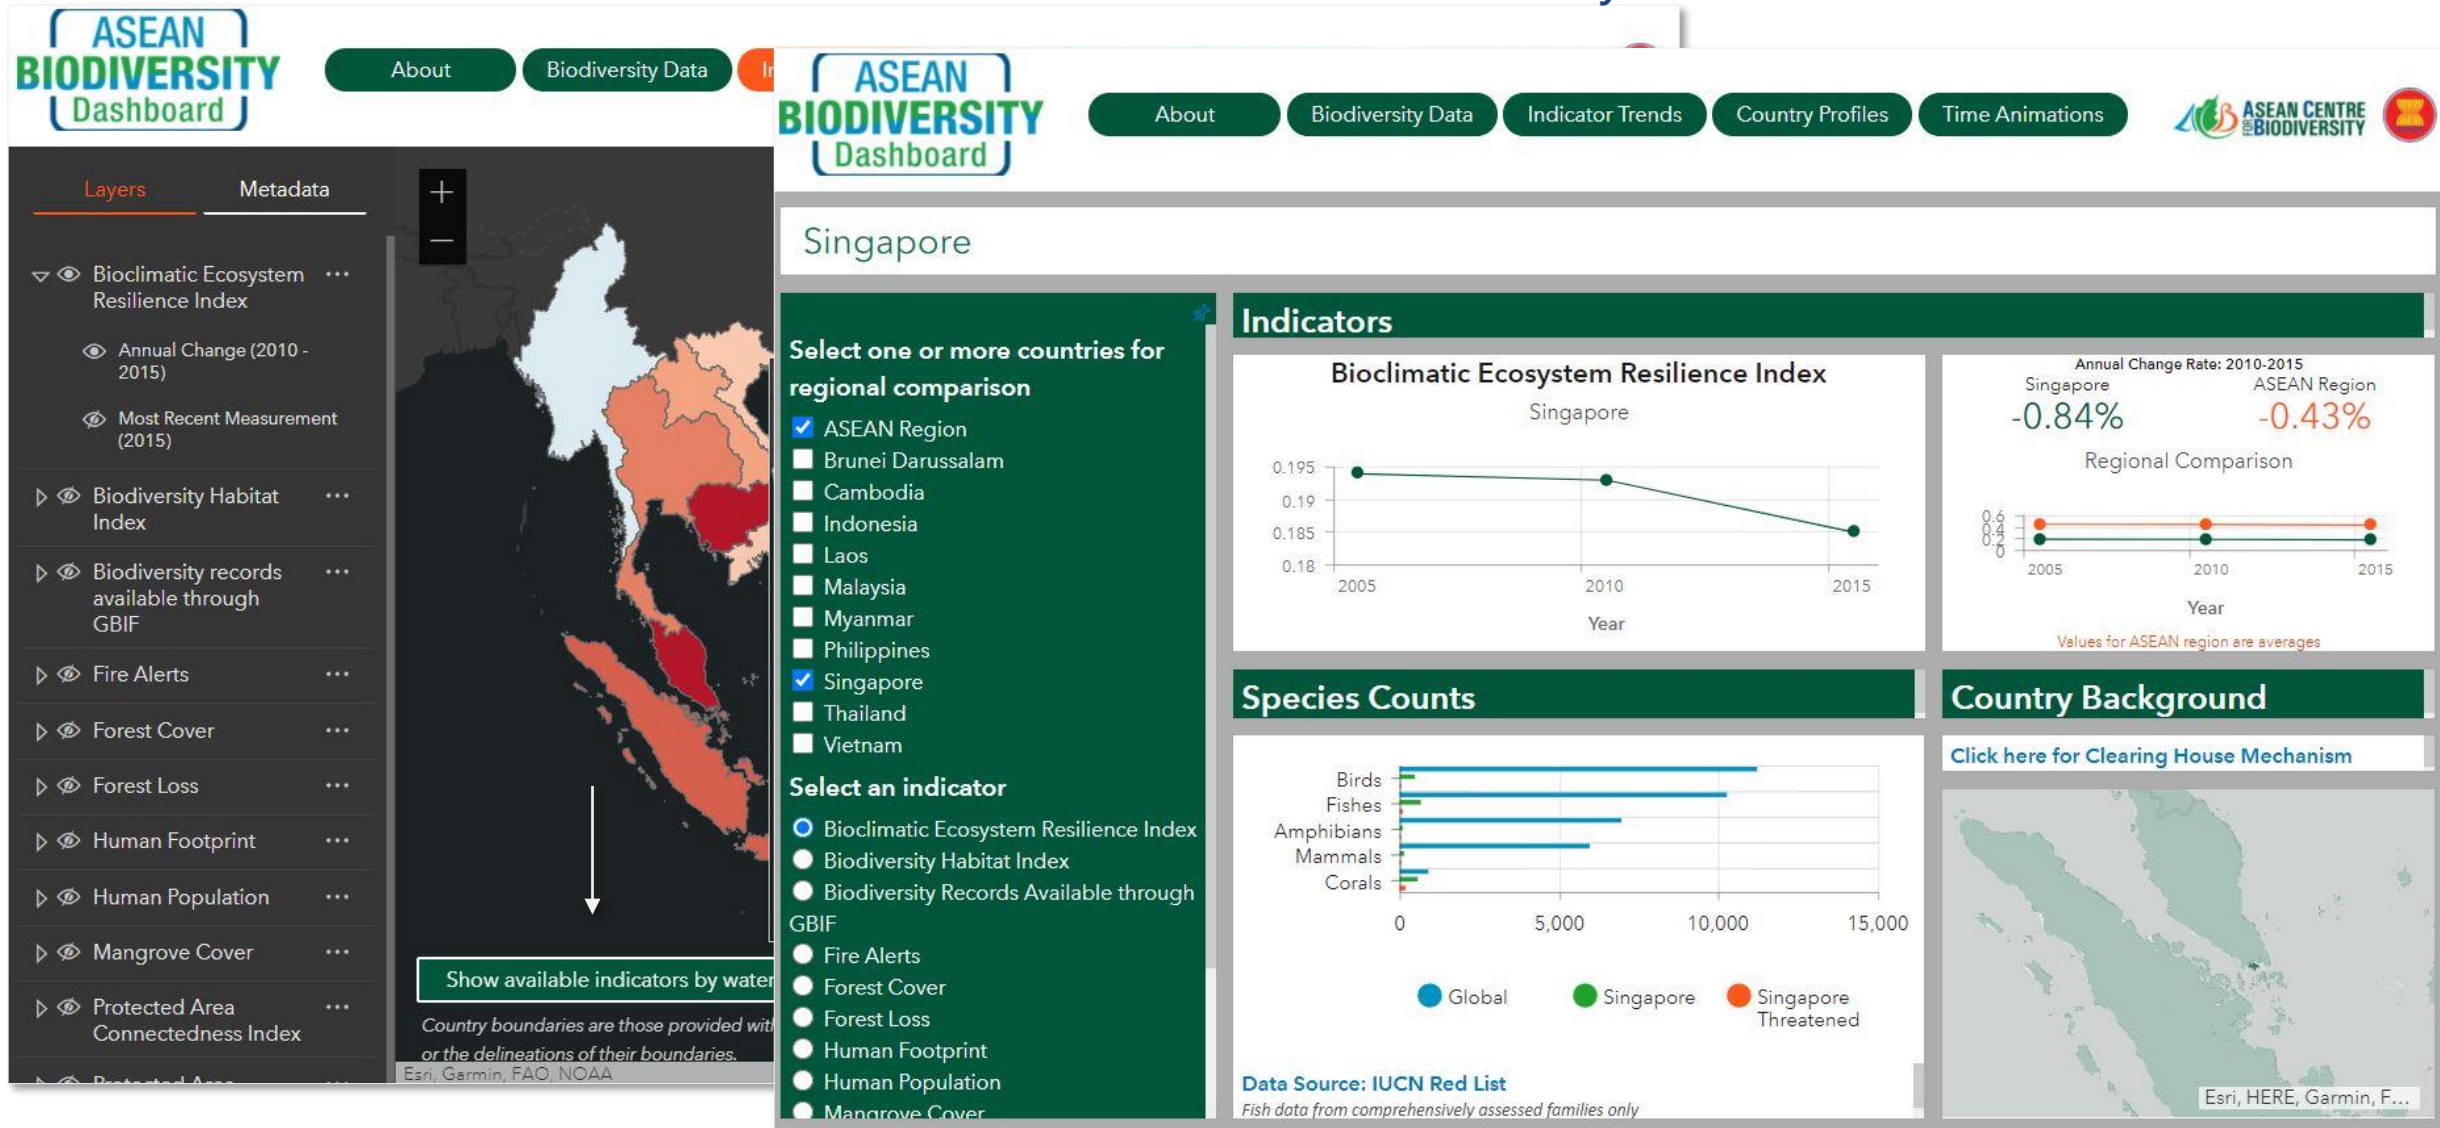 ASEAN
BIODIVERSITY
Dashboard
About
Biodiversity Data
Layers
Metadata
Bioclimatic Ecosystem
Resilience Index
Annual Change (2010 -
2015)
Most Recent Measurement
(2015)
Biodiversity Habitat
Index
Biodiversity records
available through
GBIF
Fire Alerts
Forest Cover
Forest Loss
Human Footprint
Human Population
Mangrove Cover
Protected Area
Connectedness Index
Protected Area
+
–
Show available indicators by water
Country boundaries are those provided
or the delineations of their boundaries.
Esri, Garmin, FAO, NOAA
ASEAN
BIODIVERSITY
Dashboard
About
Biodiversity Data
Indicator Trends
Country Profiles
Time Animations
ASEAN CENTRE
FOR BIODIVERSITY
Singapore
Select one or more countries for
regional comparison
ASEAN Region
Brunei Darussalam
Cambodia
Indonesia
Laos
Malaysia
Myanmar
Philippines
Singapore
Thailand
Vietnam
Select an indicator
Bioclimatic Ecosystem Resilience Index
Biodiversity Habitat Index
Biodiversity Records Available through
GBIF
Fire Alerts
Forest Cover
Forest Loss
Human Footprint
Human Population
Mangrove Cover
Indicators
Bioclimatic Ecosystem Resilience Index
Singapore
0.195
0.19
0.185
0.18
2005 2010 2015
Year
Annual Change Rate: 2010-2015
Singapore ASEAN Region
-0.84% -0.43%
Regional Comparison
0.6
0.4
0.2
0
2005 2010 2015
Year
Values for ASEAN region are averages
Species Counts
Birds
Fishes
Amphibians
Mammals
Corals
0 5,000 10,000 15,000
Global
Singapore
Singapore
Threatened
Data Source: IUCN Red List
Fish data from comprehensively assessed families only
Country Background
Click here for Clearing House Mechanism
Esri, HERE, Garmin, F...